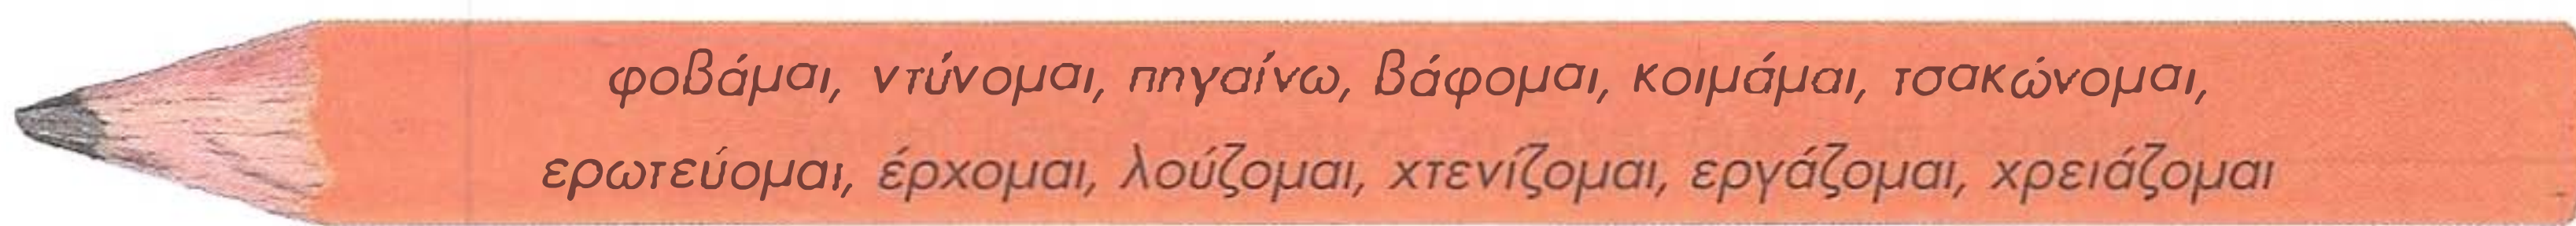 φοβάμαι, ντύνομαι, πηγαίνω, βάφομαι, κοιμάμαι, τσακώνομαι,
ερωτεύομαι, έρχομαι, λούζομαι, χτενίζομαι, εργάζομαι, χρειάζομαι